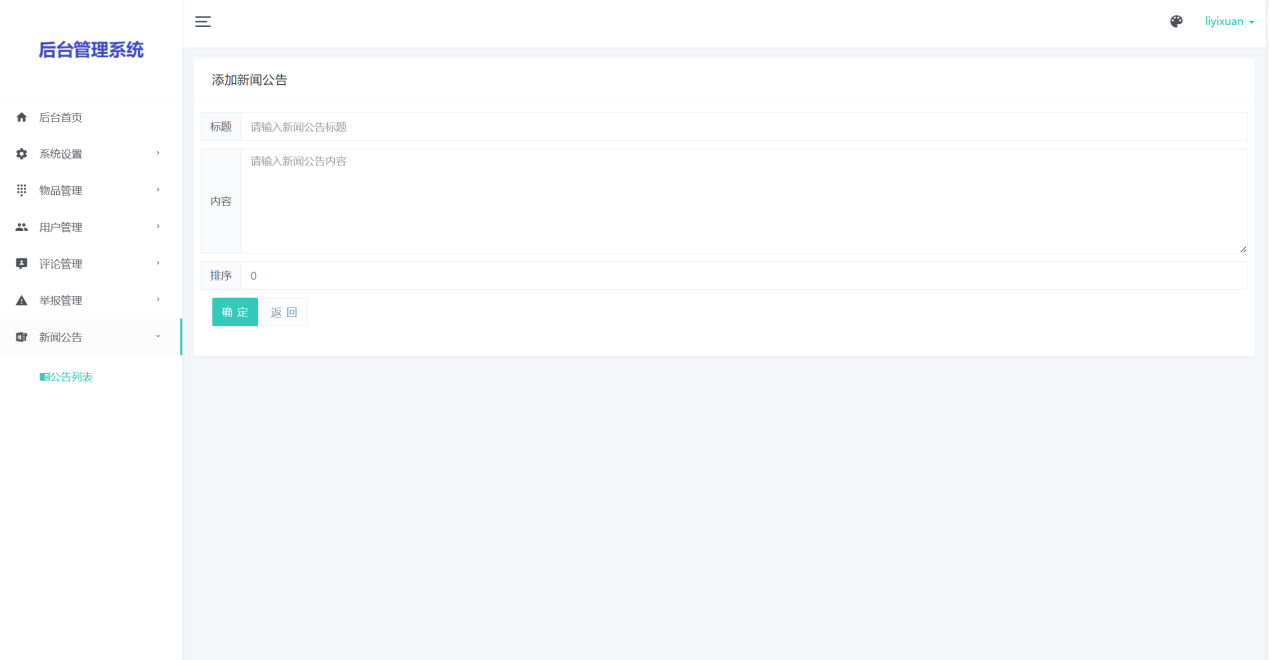 后台管理系统
liyixuan
后台首页
系统设置
物品管理
用户管理
评论管理
举报管理
新闻公告
公告列表
添加新闻公告
标题 请输入新闻公告标题
内容 请输入新闻公告内容
排序 0
确 定 返 回